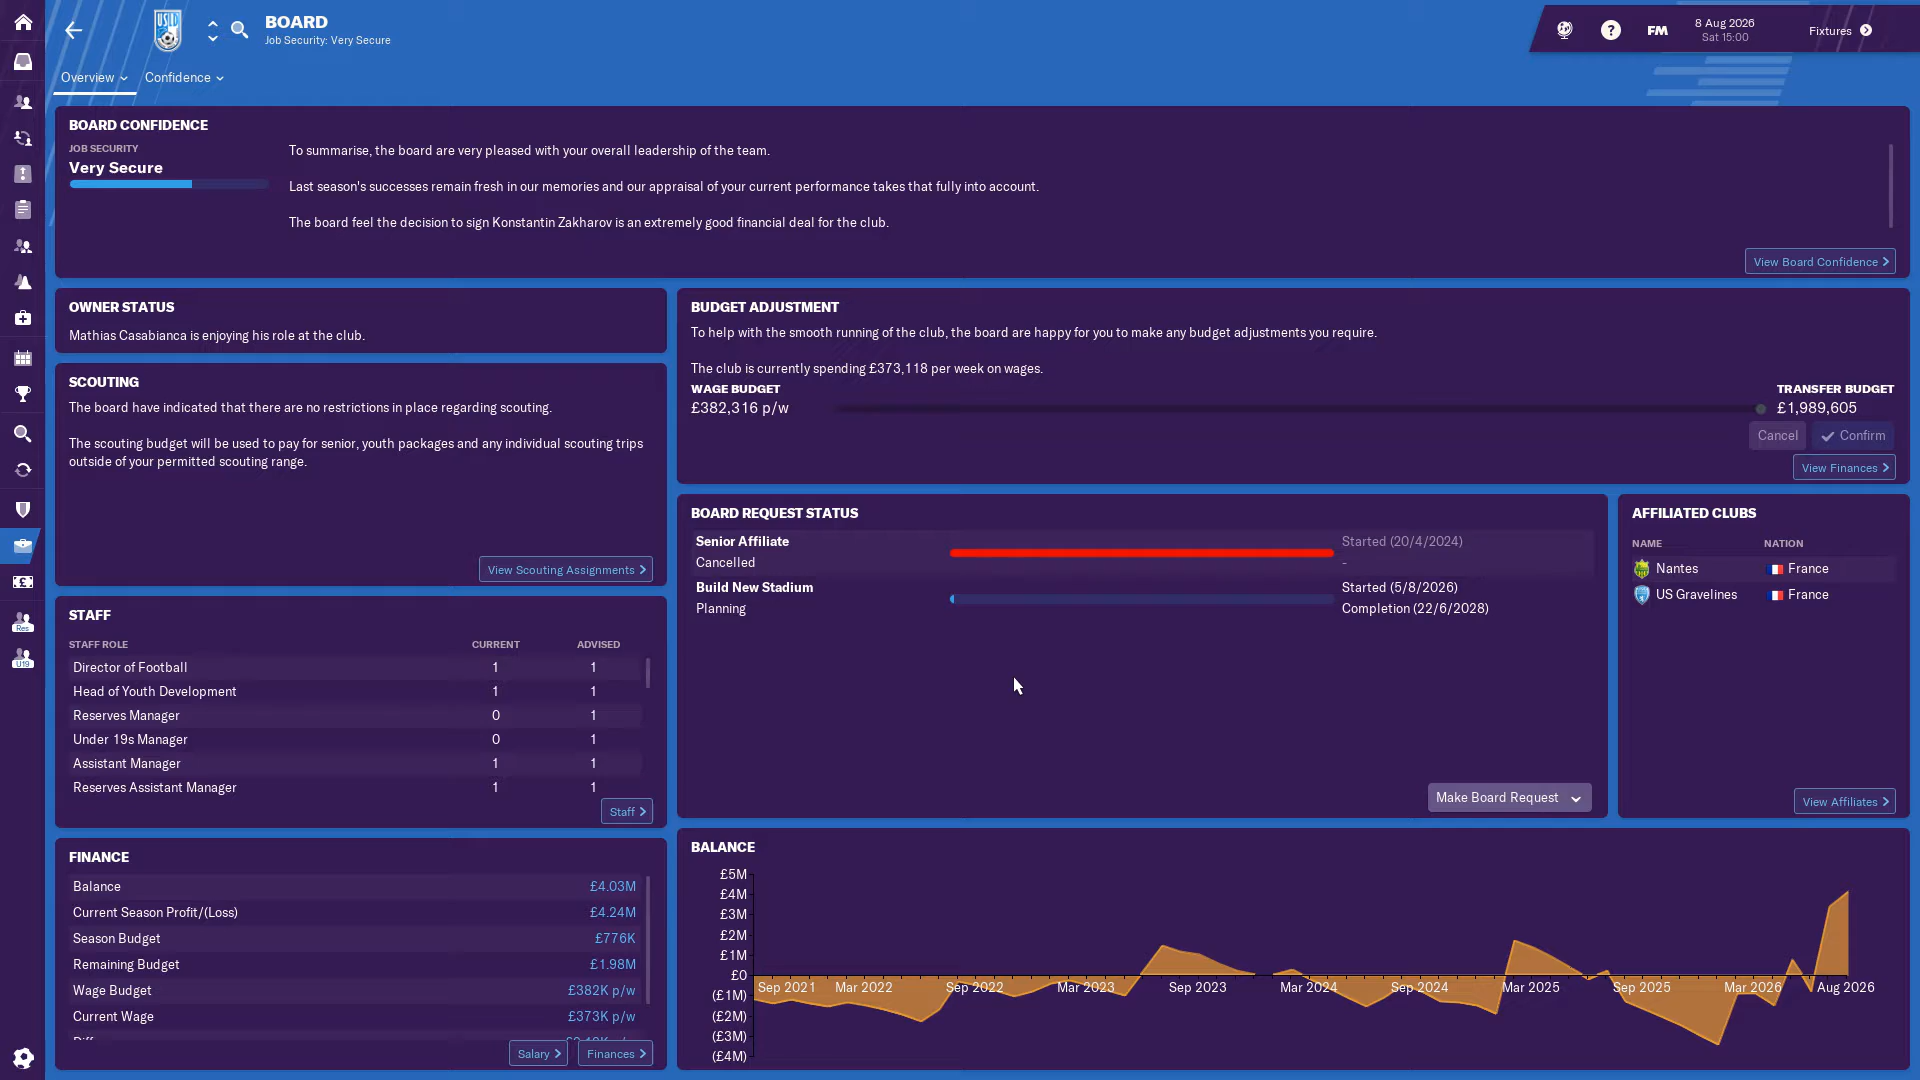 USLD
BOARD
Job Security: Very Secure
FM
8 Aug 2026
Sat 15:00
Fixtures
Overview
Confidence
BOARD CONFIDENCE
JOB SECURITY
Very Secure
To summarise, the board are very pleased with your overall leadership of the team.
Last season's successes remain fresh in our memories and our appraisal of your current performance takes that fully into account.
The board feel the decision to sign Konstantin Zakharov is an extremely good financial deal for the club.
View Board Confidence
OWNER STATUS
Mathias Casabianca is enjoying his role at the club.
BUDGET ADJUSTMENT
To help with the smooth running of the club, the board are happy for you to make any budget adjustments you require.
The club is currently spending £373,118 per week on wages.
WAGE BUDGET
£382,316 p/w
TRANSFER BUDGET
£1,989,605
Cancel
Confirm
View Finances
SCOUTING
The board have indicated that there are no restrictions in place regarding scouting.
The scouting budget will be used to pay for senior, youth packages and any individual scouting trips
outside of your permitted scouting range.
View Scouting Assignments
BOARD REQUEST STATUS
Senior Affiliate
Cancelled
Started (20/4/2024)
-
Build New Stadium
Planning
Started (5/8/2026)
Completion (22/6/2028)
Make Board Request
AFFILIATED CLUBS
NAME NATION
Nantes France
US Gravelines France
View Affiliates
STAFF
STAFF ROLE CURRENT ADVISED
Director of Football 1 1
Head of Youth Development 1 1
Reserves Manager 0 1
Under 19s Manager 0 1
Assistant Manager 1 1
Reserves Assistant Manager 1 1
Staff
Res
U19
FINANCE
Balance £4.03M
Current Season Profit/(Loss) £4.24M
Season Budget £776K
Remaining Budget £1.98M
Wage Budget £382K p/w
Current Wage £373K p/w
Salary
Finances
BALANCE
£5M
£4M
£3M
£2M
£1M
£0
(£1M)
(£2M)
(£3M)
(£4M)
Sep 2021 Mar 2022 Sep 2022 Mar 2023 Sep 2023 Mar 2024 Sep 2024 Mar 2025 Sep 2025 Mar 2026 Aug 2026